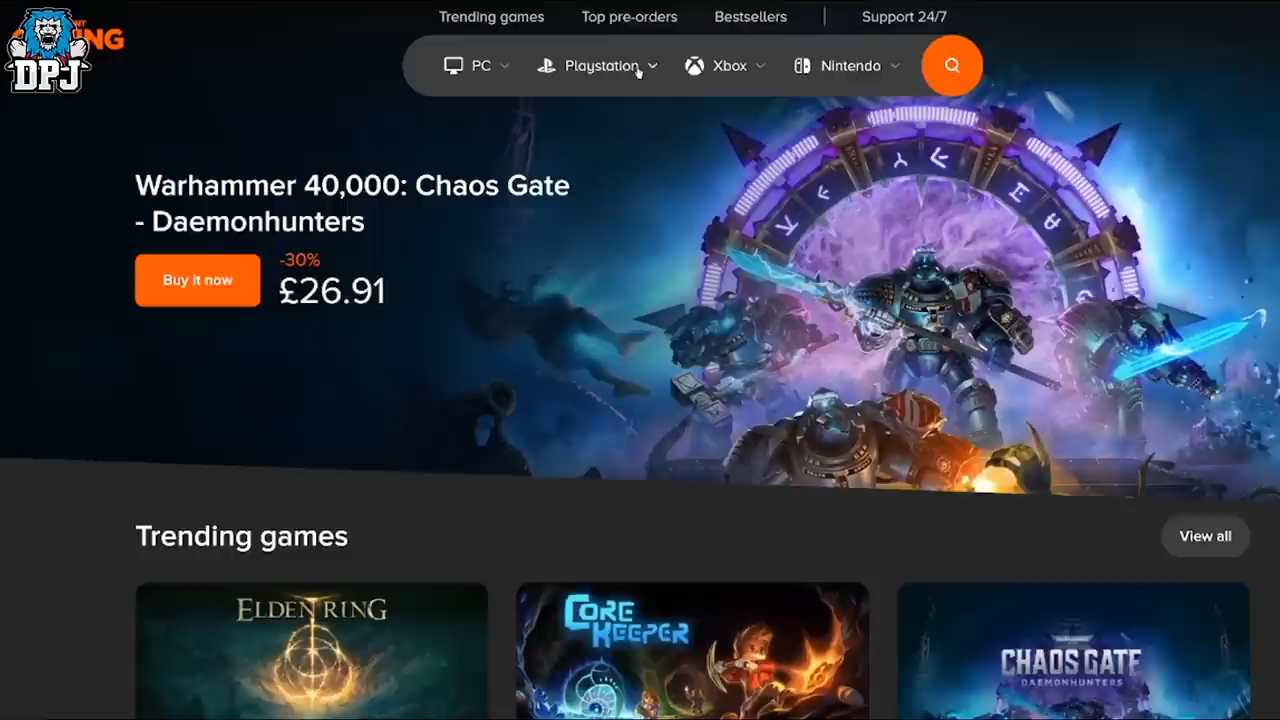 Trending games
Top pre-orders
Bestsellers
Support 24/7
DPJ
PC
Playstation
Xbox
Nintendo
Warhammer 40,000: Chaos Gate
- Daemonhunters
Buy it now
-30%
£26.91
Trending games
View all
ELDEN RING
CORE
KEEPER
CHAOS GATE
DAEMONHUNTERS